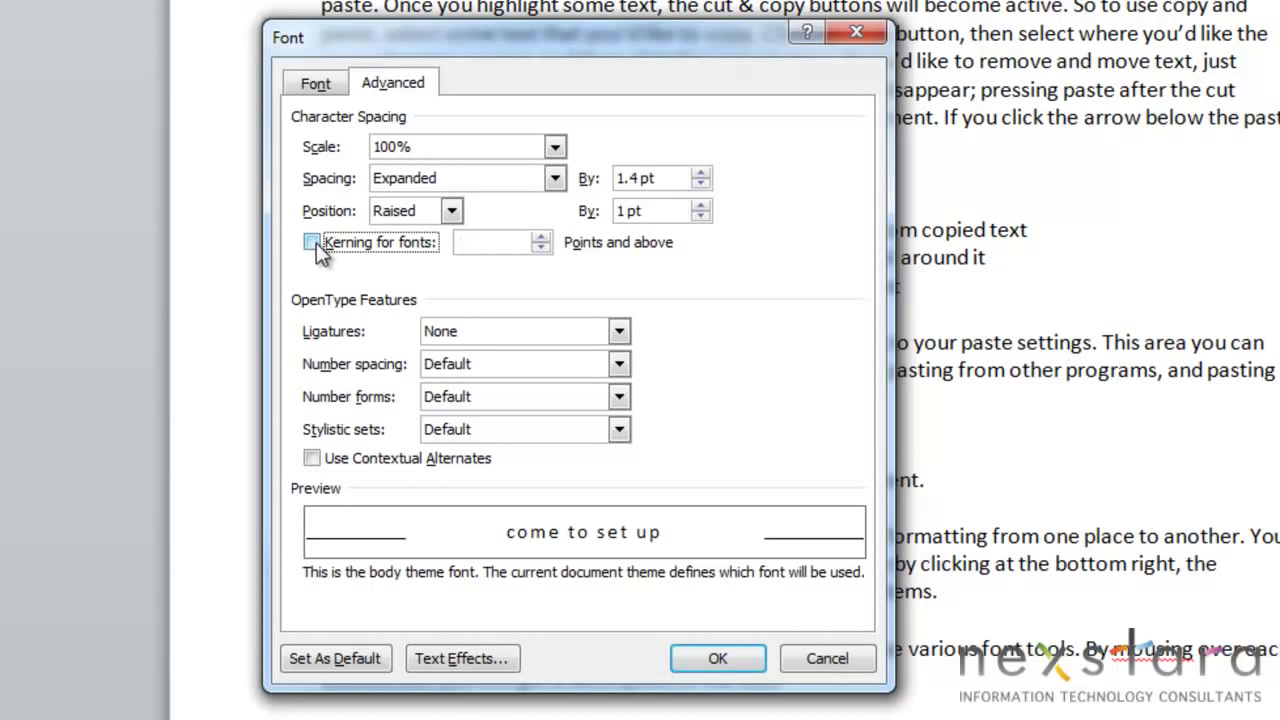 paste. Once you highlight some text, the cut & copy buttons will become active. So to use copy and
Font
button, then select where you'd like the
'd like to remove and move text, just
Font
Advanced
sappear; pressing paste after the cut
Character Spacing
ment. If you click the arrow below the past
Scale:
100%
Spacing:
Expanded
By:
1.4 pt
Position:
Raised
By:
1 pt
om copied text
Kerning for fonts:
Points and above
around it
OpenType Features
Ligatures:
None
o your paste settings. This area you can
Number spacing:
Default
asting from other programs, and pasting
Number forms:
Default
Stylistic sets:
Default
Use Contextual Alternates
Preview
ent.
come to set up
ormatting from one place to another. You
This is the body theme font. The current document theme defines which font will be used.
by clicking at the bottom right, the
ems.
Set As Default
Text Effects...
OK
Cancel
e various font tools. By mousing over eac
nexstara
INFORMATION TECHNOLOGY CONSULTANTS